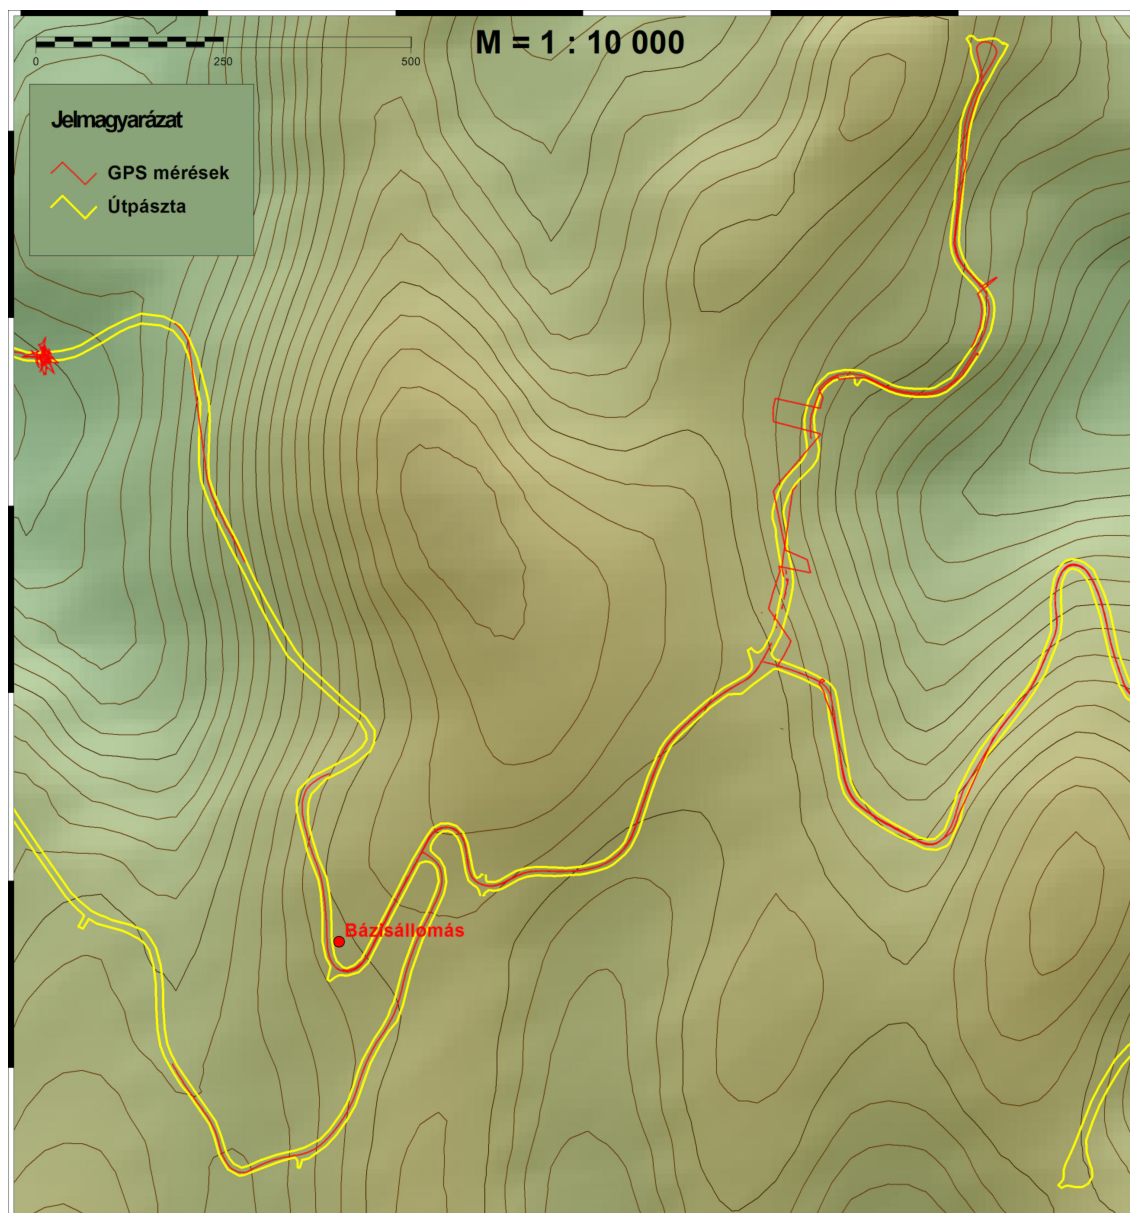 M = 1 : 10 000
0 250 500
Jelmagyarázat
GPS mérések
Útpászta
Bázisállomás